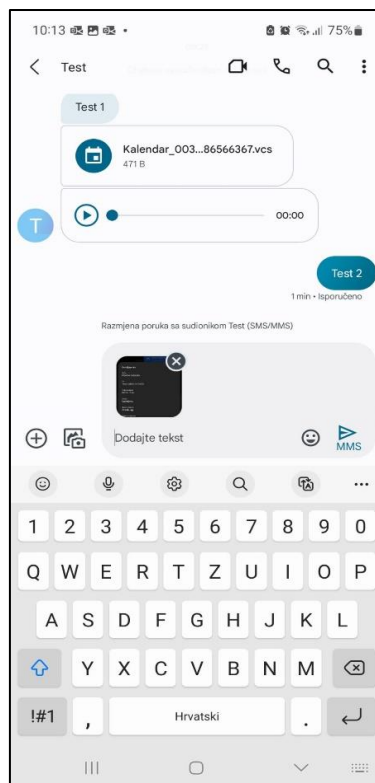 10:13
75%
Test
Test 1
Kalendar_003...86566367.vcs
471 B
T
00:00
Test 2
1 min • Isporučeno
Razmjena poruka sa sudionikom Test (SMS/MMS)
Dodajte tekst
MMS
1 2 3 4 5 6 7 8 9 0
Q W E R T Z U I O P
A S D F G H J K L
Y X C V B N M
!#1 , Hrvatski .